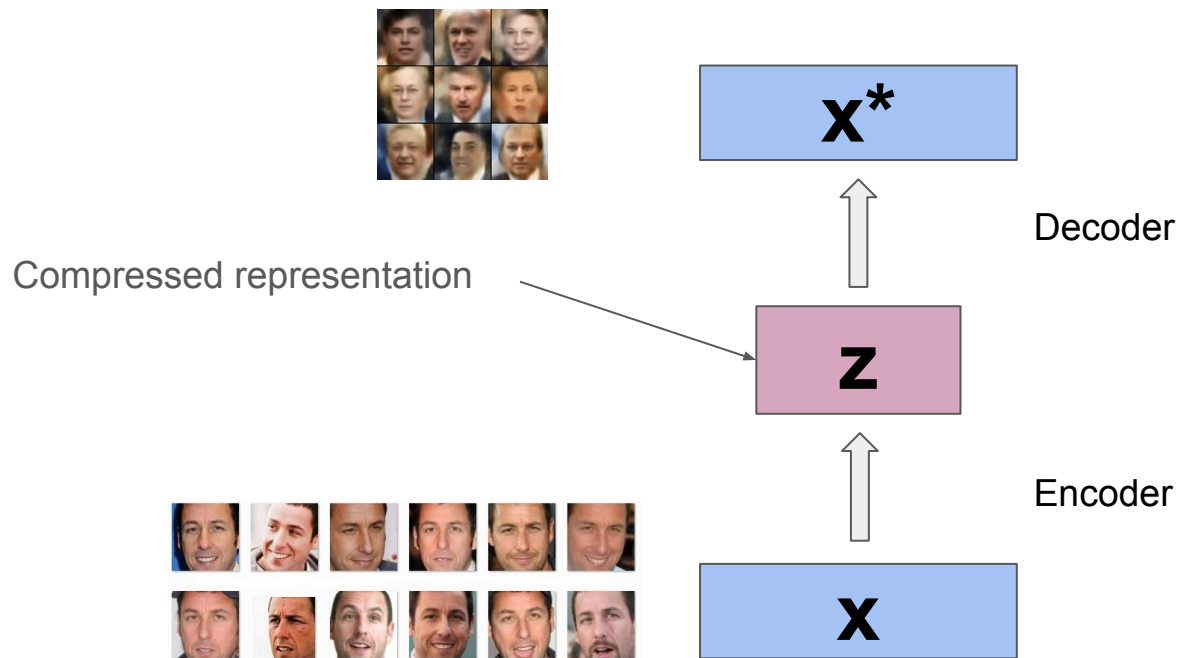 x*
Decoder
Compressed representation
z
Encoder
x